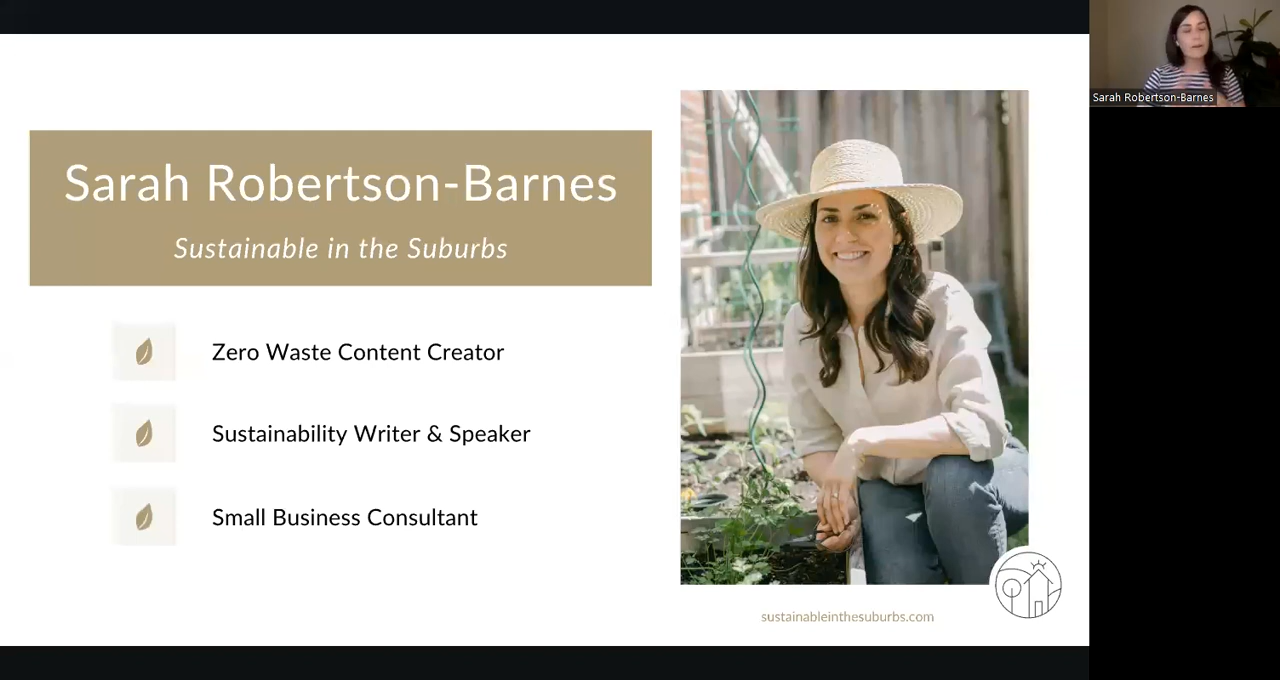 Sarah Robertson-Barnes
Sustainable in the Suburbs
Zero Waste Content Creator
Sustainability Writer & Speaker
Small Business Consultant
sustainableinthesuburbs.com
Sarah Robertson-Barnes